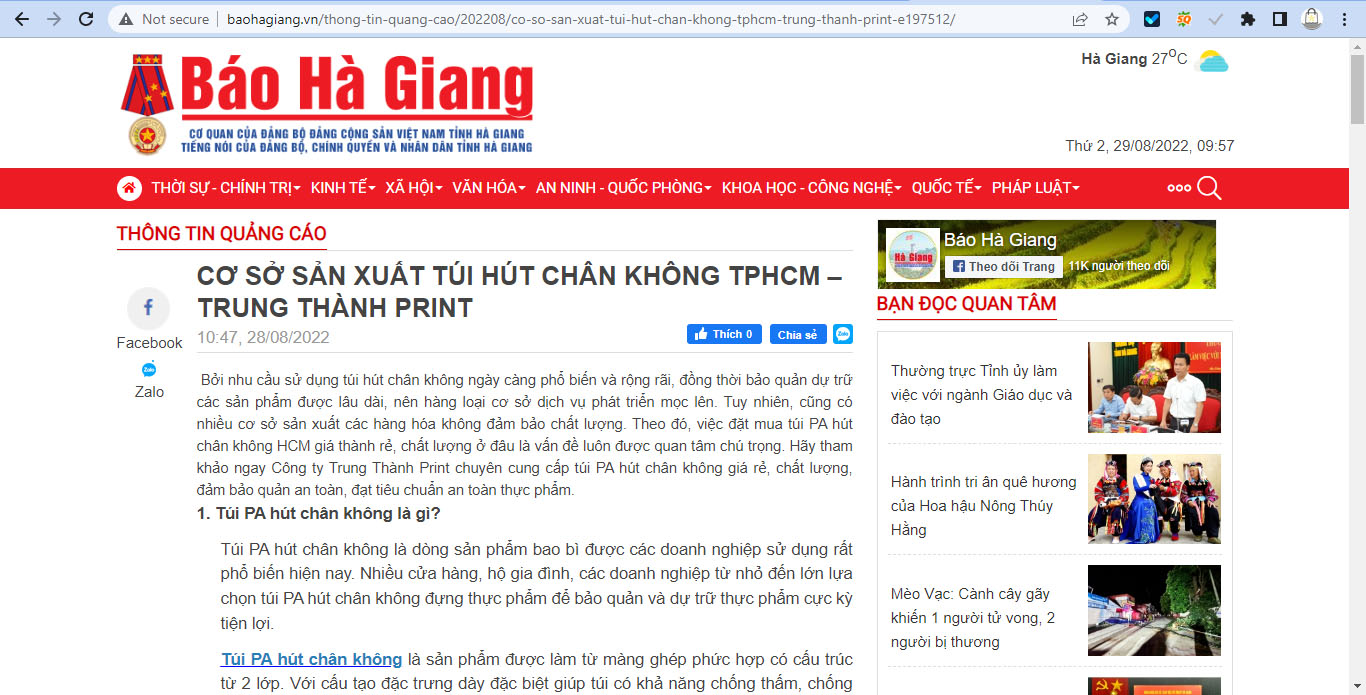 Not secure
baohagiang.vn/thong-tin-quang-cao/202208/co-so-san-xuat-tui-hut-chan-khong-tphcm-trung-thanh-print-e197512/
Báo Hà Giang
CƠ QUAN CỦA ĐẢNG BỘ ĐẢNG CỘNG SẢN VIỆT NAM TỈNH HÀ GIANG
TIẾNG NÓI CỦA ĐẢNG BỘ, CHÍNH QUYỀN VÀ NHÂN DÂN TỈNH HÀ GIANG
Hà Giang 27°C
Thứ 2, 29/08/2022, 09:57
THỜI SỰ - CHÍNH TRỊ KINH TẾ XÃ HỘI VĂN HÓA AN NINH - QUỐC PHÒNG KHOA HỌC - CÔNG NGHỆ QUỐC TẾ PHÁP LUẬT
THÔNG TIN QUẢNG CÁO
CƠ SỞ SẢN XUẤT TÚI HÚT CHÂN KHÔNG TPHCM –
TRUNG THÀNH PRINT
10:47, 28/08/2022
Thích 0
Chia sẻ
Zalo
Facebook
Zalo
Zalo
Bởi nhu cầu sử dụng túi hút chân không ngày càng phổ biến và rộng rãi, đồng thời bảo quản dự trữ
các sản phẩm được lâu dài, nên hàng loại cơ sở dịch vụ phát triển mọc lên. Tuy nhiên, cũng có
nhiều cơ sở sản xuất các hàng hóa không đảm bảo chất lượng. Theo đó, việc đặt mua túi PA hút
chân không HCM giá thành rẻ, chất lượng ở đâu là vấn đề luôn được quan tâm chú trọng. Hãy tham
khảo ngay Công ty Trung Thành Print chuyên cung cấp túi PA hút chân không giá rẻ, chất lượng,
đảm bảo quản an toàn, đạt tiêu chuẩn an toàn thực phẩm.
1. Túi PA hút chân không là gì?
Túi PA hút chân không là dòng sản phẩm bao bì được các doanh nghiệp sử dụng rất
phổ biến hiện nay. Nhiều cửa hàng, hộ gia đình, các doanh nghiệp từ nhỏ đến lớn lựa
chọn túi PA hút chân không đựng thực phẩm để bảo quản và dự trữ thực phẩm cực kỳ
tiện lợi.
Túi PA hút chân không là sản phẩm được làm từ màng ghép phức hợp có cấu trúc
từ 2 lớp. Với cấu tạo đặc trưng dày đặc biệt giúp túi có khả năng chống thấm, chống
Hà Giang
Báo Hà Giang
Theo dõi Trang
11K người theo dõi
BẠN ĐỌC QUAN TÂM
Thường trực Tỉnh ủy làm
việc với ngành Giáo dục và
đào tạo
Hành trình tri ân quê hương
của Hoa hậu Nông Thúy
Hằng
Mèo Vạc: Cành cây gãy
khiến 1 người tử vong, 2
người bị thương